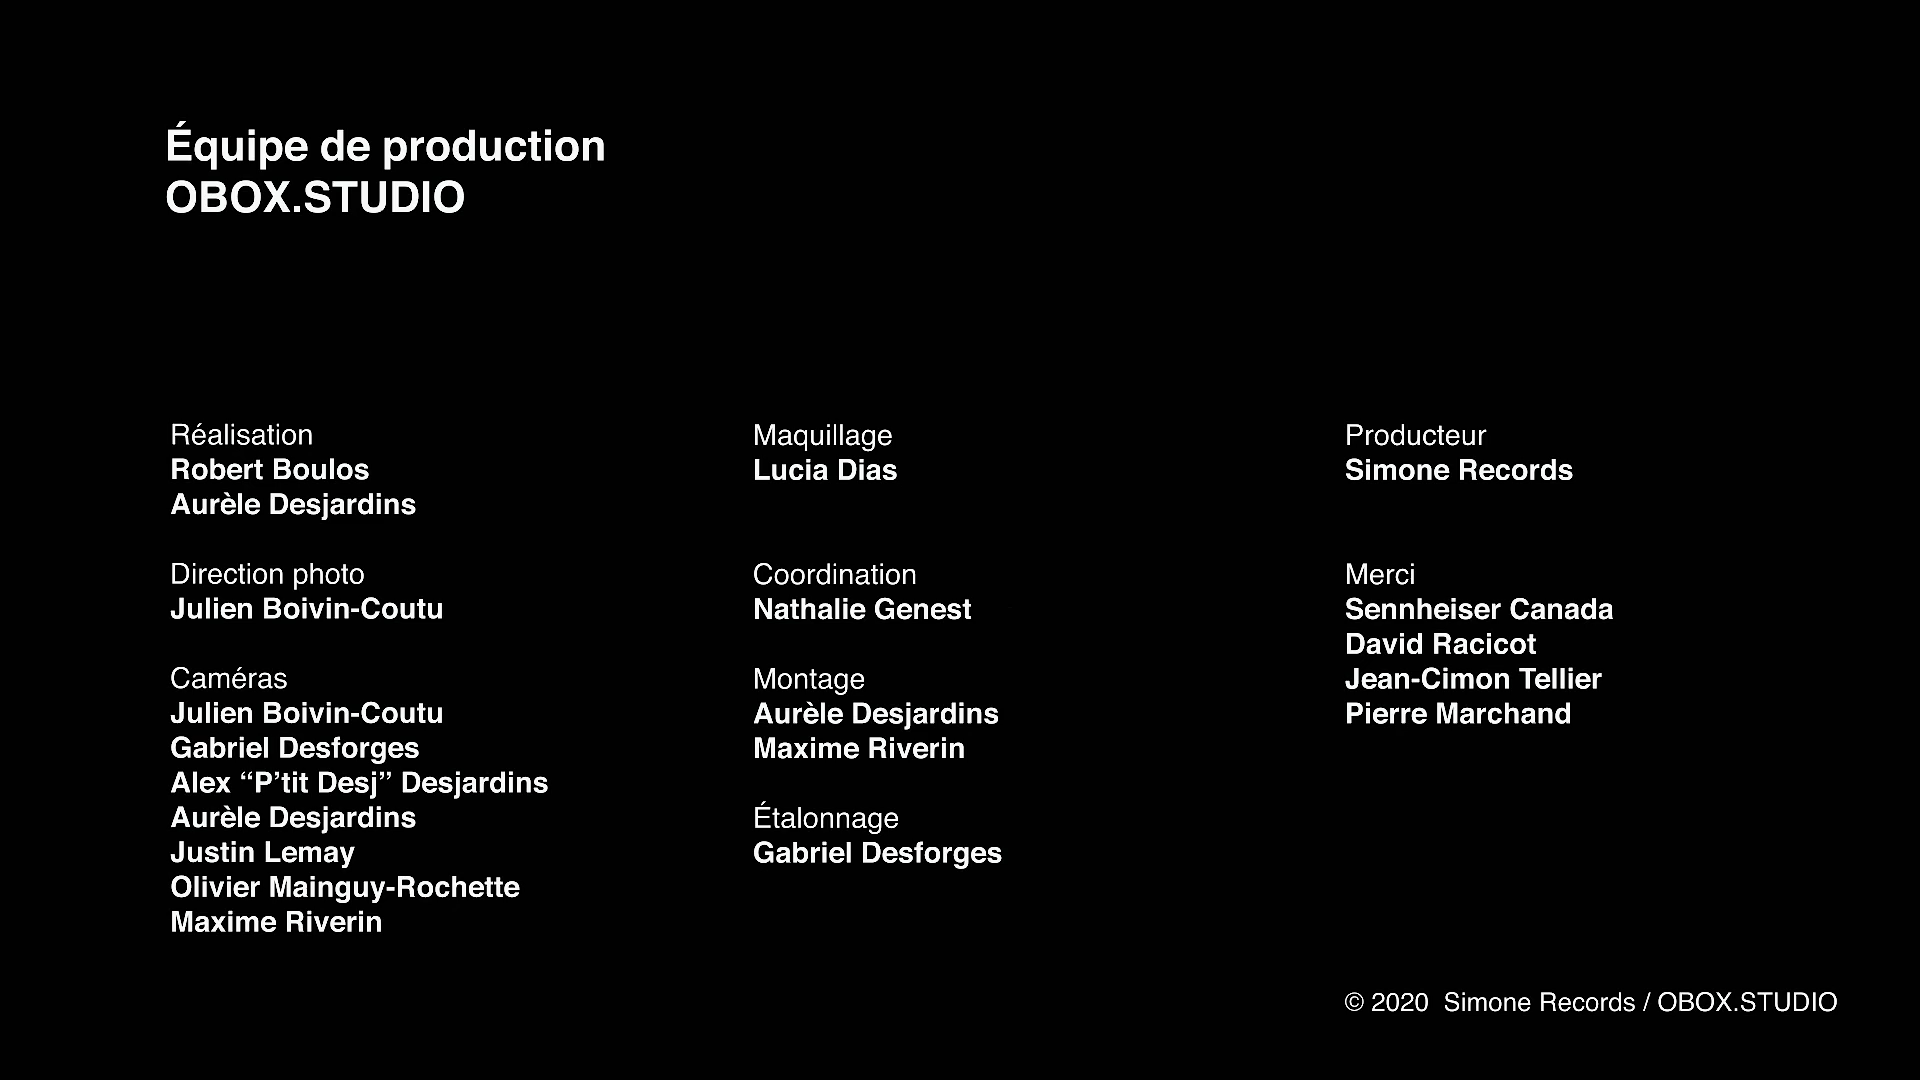 Équipe de production
OBOX.STUDIO
Réalisation
Robert Boulos
Aurèle Desjardins
Direction photo
Julien Boivin-Coutu
Caméras
Julien Boivin-Coutu
Gabriel Desforges
Alex “P’tit Desj” Desjardins
Aurèle Desjardins
Justin Lemay
Olivier Mainguy-Rochette
Maxime Riverin
Maquillage
Lucia Dias
Coordination
Nathalie Genest
Montage
Aurèle Desjardins
Maxime Riverin
Étalonnage
Gabriel Desforges
Producteur
Simone Records
Merci
Sennheiser Canada
David Racicot
Jean-Cimon Tellier
Pierre Marchand
© 2020  Simone Records / OBOX.STUDIO